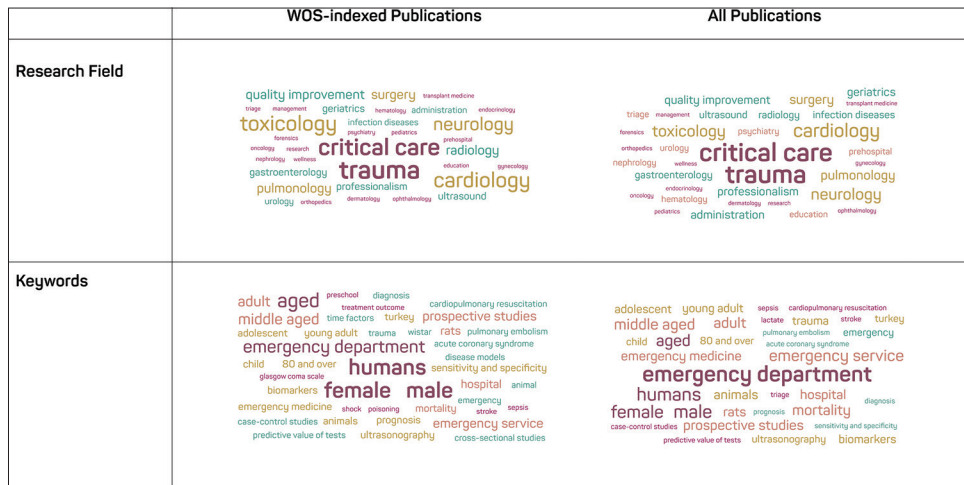 WOS-indexed Publications
All Publications
Research Field
quality improvement surgery transplant medicine
triage management geriatrics hematology administration endocrinology
toxicology infection diseases neurology
psychiatry pediatrics
forensics critical care prehospital
oncology research radiology
nephrology wellness trauma education gynecology
gastroenterology
pulmonology professionalism cardiology
urology orthopedics dermatology ophthalmology ultrasound
geriatrics
quality improvement surgery transplant medicine
triage management ultrasound radiology infection diseases
forensics toxicology psychiatry cardiology
orthopedics urology critical care prehospital
nephrology wellness gynecology
gastroenterology trauma pulmonology
oncology endocrinology professionalism neurology
hematology dermatology research
pediatrics administration education ophthalmology
Keywords
adult aged preschool diagnosis cardiopulmonary resuscitation
treatment outcome
middle aged time factors turkey prospective studies
adolescent young adult trauma wistar rats pulmonary embolism
emergency department acute coronary syndrome
disease models
child 80 and over humans sensitivity and specificity
glasgow coma scale
biomarkers female male hospital animal
emergency
emergency medicine shock poisoning mortality stroke sepsis
case-control studies animals prognosis emergency service
predictive value of tests ultrasonography cross-sectional studies
adolescent young adult sepsis cardiopulmonary resuscitation
middle aged adult lactate trauma stroke turkey
child aged 80 and over pulmonary embolism emergency
acute coronary syndrome
emergency medicine emergency service
emergency department
humans animals triage hospital diagnosis
female male rats prognosis mortality
case-control studies prospective studies sensitivity and specificity
predictive value of tests ultrasonography biomarkers